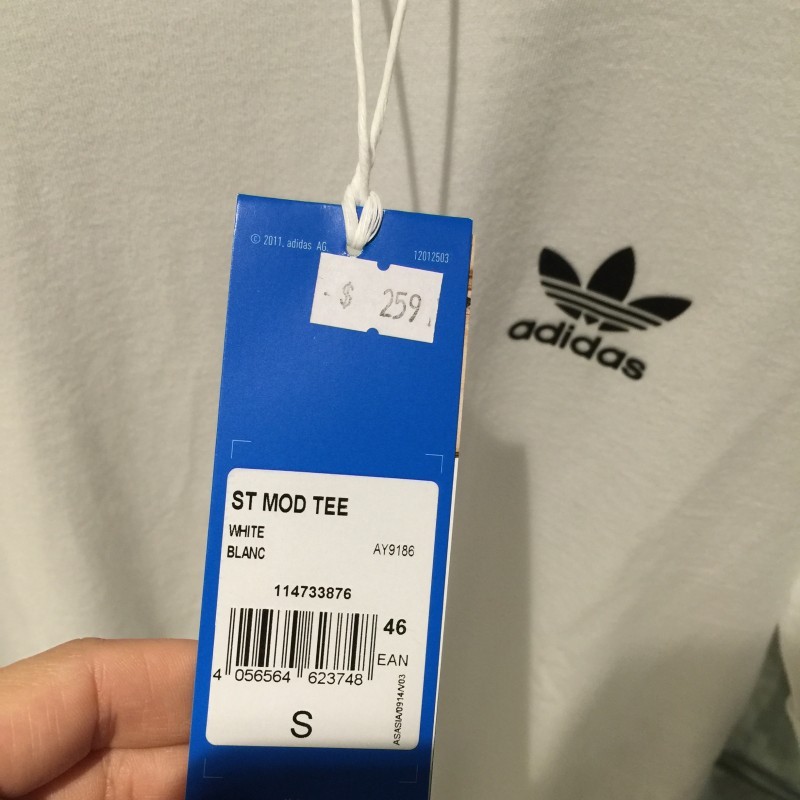 © 2011, adidas AG.
12012503
- $ 259
adidas
ST MOD TEE
WHITE
BLANC
AY9186
114733876
46
EAN
4 056564 623748
ASASIA/0914/V03
S